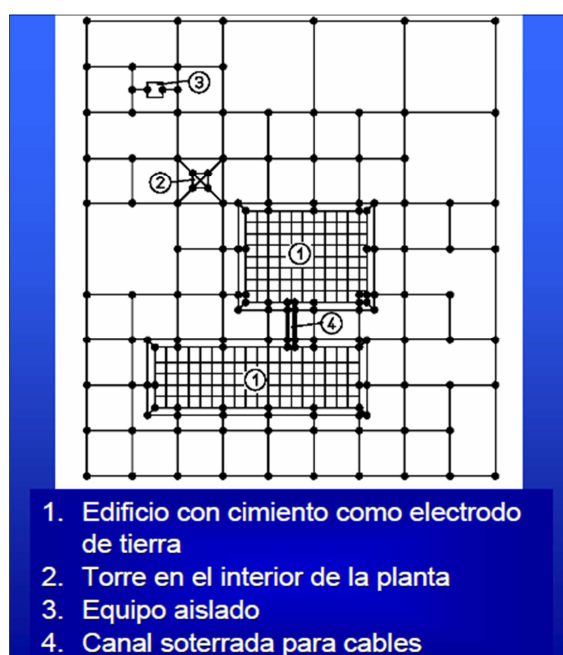 3
2
1
4
1
1. Edificio con cimiento como electrodo
de tierra
2. Torre en el interior de la planta
3. Equipo aislado
4. Canal soterrada para cables